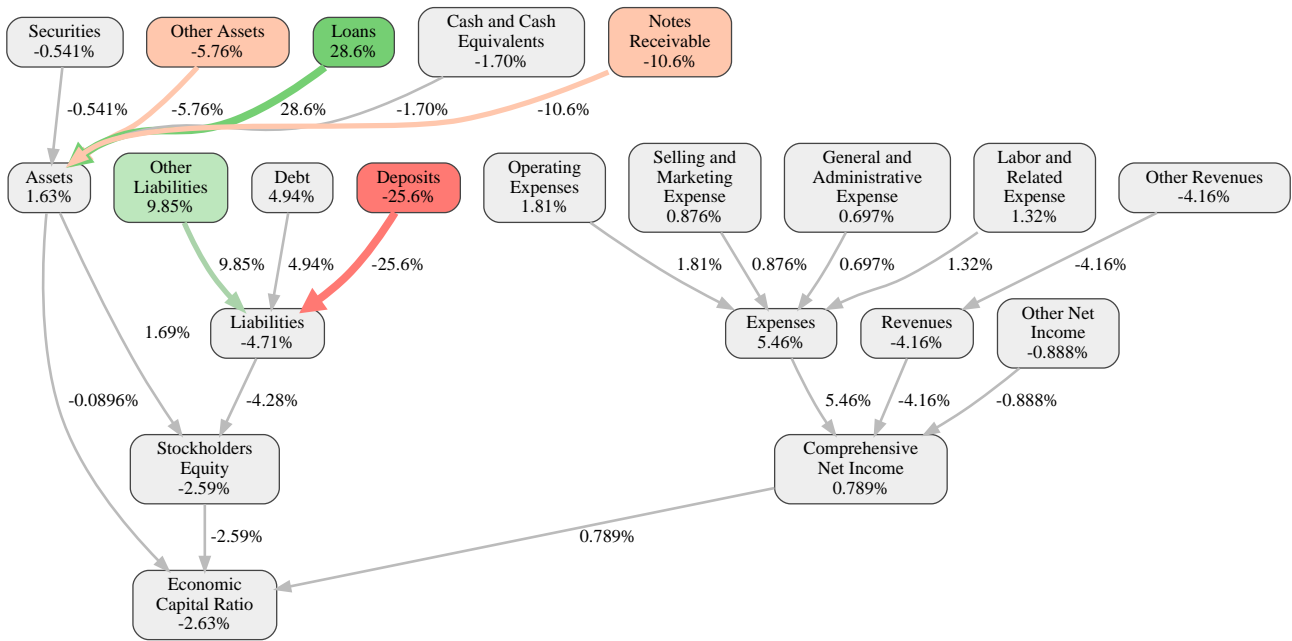 Securities
-0.541%
Other Assets
-5.76%
Loans
28.6%
Cash and Cash
Equivalents
-1.70%
Notes
Receivable
-10.6%
-0.541%
-5.76%
28.6%
-1.70%
-10.6%
Assets
1.63%
Other
Liabilities
9.85%
Debt
4.94%
Deposits
-25.6%
Operating
Expenses
1.81%
Selling and
Marketing
Expense
0.876%
General and
Administrative
Expense
0.697%
Labor and
Related
Expense
1.32%
Other Revenues
-4.16%
9.85%
4.94%
-25.6%
1.81%
0.876%
0.697%
1.32%
-4.16%
Liabilities
-4.71%
Expenses
5.46%
Revenues
-4.16%
Other Net
Income
-0.888%
1.69%
-0.0896%
-4.28%
5.46%
-4.16%
-0.888%
Stockholders
Equity
-2.59%
Comprehensive
Net Income
0.789%
-2.59%
0.789%
Economic
Capital Ratio
-2.63%